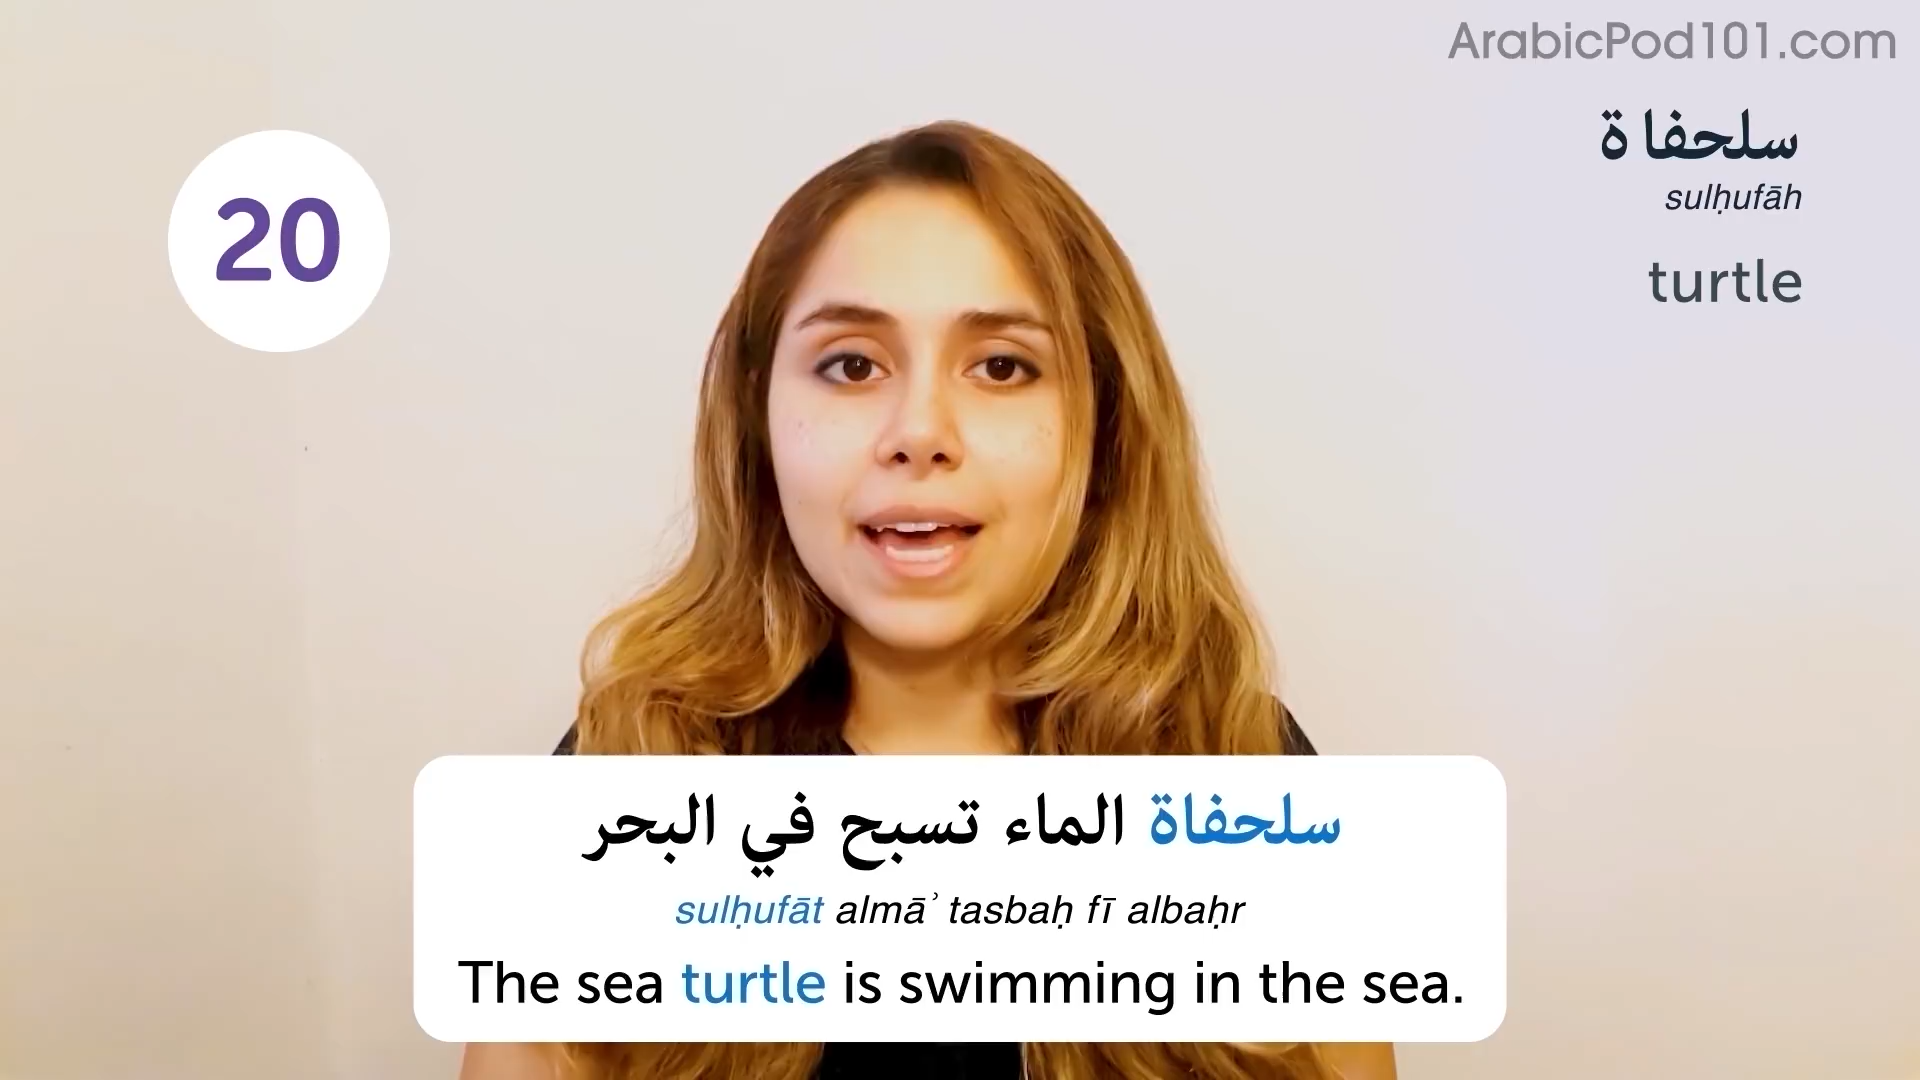 ArabicPod101.com
20
سلحفاة
sulḥufāh
turtle
سلحفاة الماء تسبح في البحر
sulḥufāt almāʾ tasbaḥ fī albaḥr
The sea turtle is swimming in the sea.